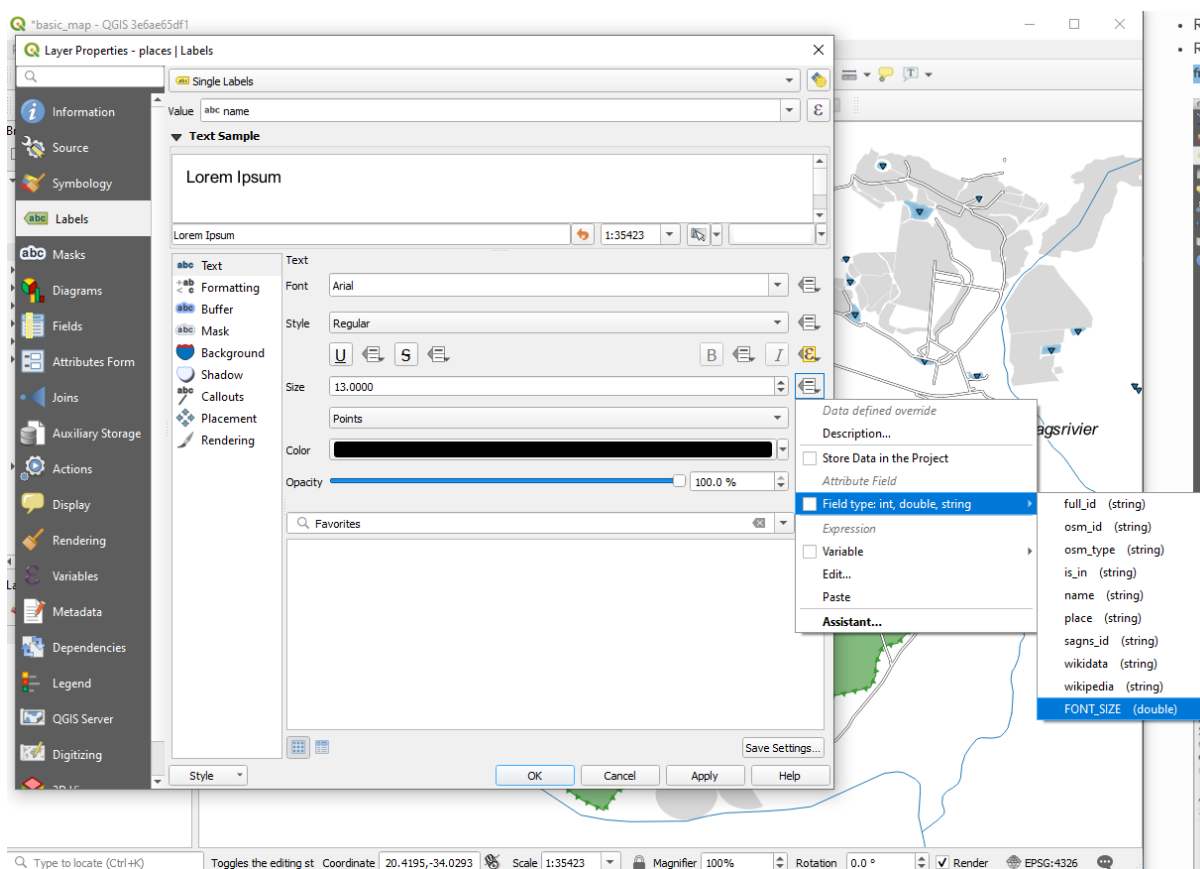 *basic_map - QGIS 3e6ae65df1
Layer Properties - places | Labels
Single Labels
Value abc name
Text Sample
Lorem Ipsum
Lorem Ipsum
1:35423
Information
Source
Symbology
abc Labels
abc Masks
Diagrams
Fields
Attributes Form
Joins
Auxiliary Storage
Actions
Display
Rendering
Variables
Metadata
Dependencies
Legend
QGIS Server
Digitizing
abc Text
+ab < c Formatting
abc Buffer
abc Mask
Background
Shadow
abc Callouts
Placement
Rendering
Text
Font Arial
Style Regular
U S B I ε
Size 13.0000
Points
Color
Opacity 100.0 %
Favorites
Data defined override
Description...
Store Data in the Project
Attribute Field
Field type: int, double, string
Expression
Variable
Edit...
Paste
Assistant...
full_id (string)
osm_id (string)
osm_type (string)
is_in (string)
name (string)
place (string)
sagns_id (string)
wikidata (string)
wikipedia (string)
FONT_SIZE (double)
agsrivier
Save Settings...
Style OK Cancel Apply Help
Type to locate (Ctrl+K) Toggles the editing st Coordinate 20.4195,-34.0293 Scale 1:35423 Magnifier 100% Rotation 0.0 ° Render EPSG:4326